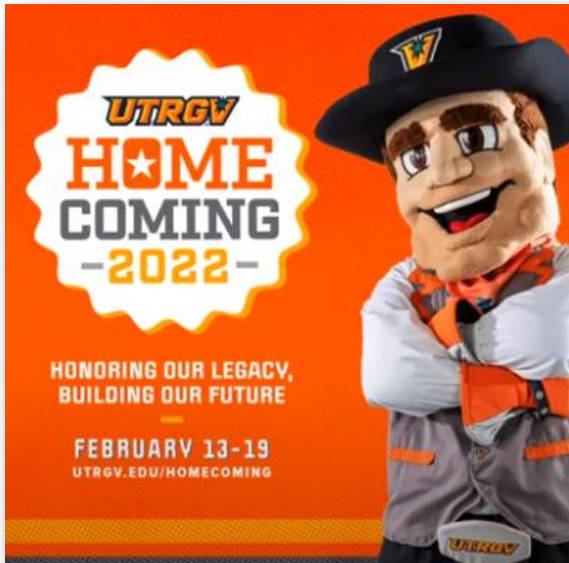 UTRGV
HOME
COMING
-2022-
HONORING OUR LEGACY,
BUILDING OUR FUTURE
FEBRUARY 13-19
UTRGV.EDU/HOMECOMING
V
UTRGV